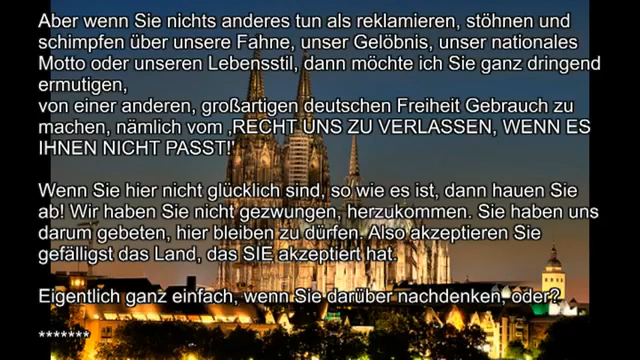 Aber wenn Sie nichts anderes tun als reklamieren, stöhnen und
schimpfen über unsere Fahne, unser Gelöbnis, unser nationales
Motto oder unseren Lebensstil, dann möchte ich Sie ganz dringend
ermutigen,
von einer anderen, großartigen deutschen Freiheit Gebrauch zu
machen, nämlich vom ‚RECHT UNS ZU VERLASSEN, WENN ES
IHNEN NICHT PASST!'
Wenn Sie hier nicht glücklich sind, so wie es ist, dann hauen Sie
ab! Wir haben Sie nicht gezwungen, herzukommen. Sie haben uns
darum gebeten, hier bleiben zu dürfen. Also akzeptieren Sie
gefälligst das Land, das SIE akzeptiert hat.
Eigentlich ganz einfach, wenn Sie darüber nachdenken, oder?
*******